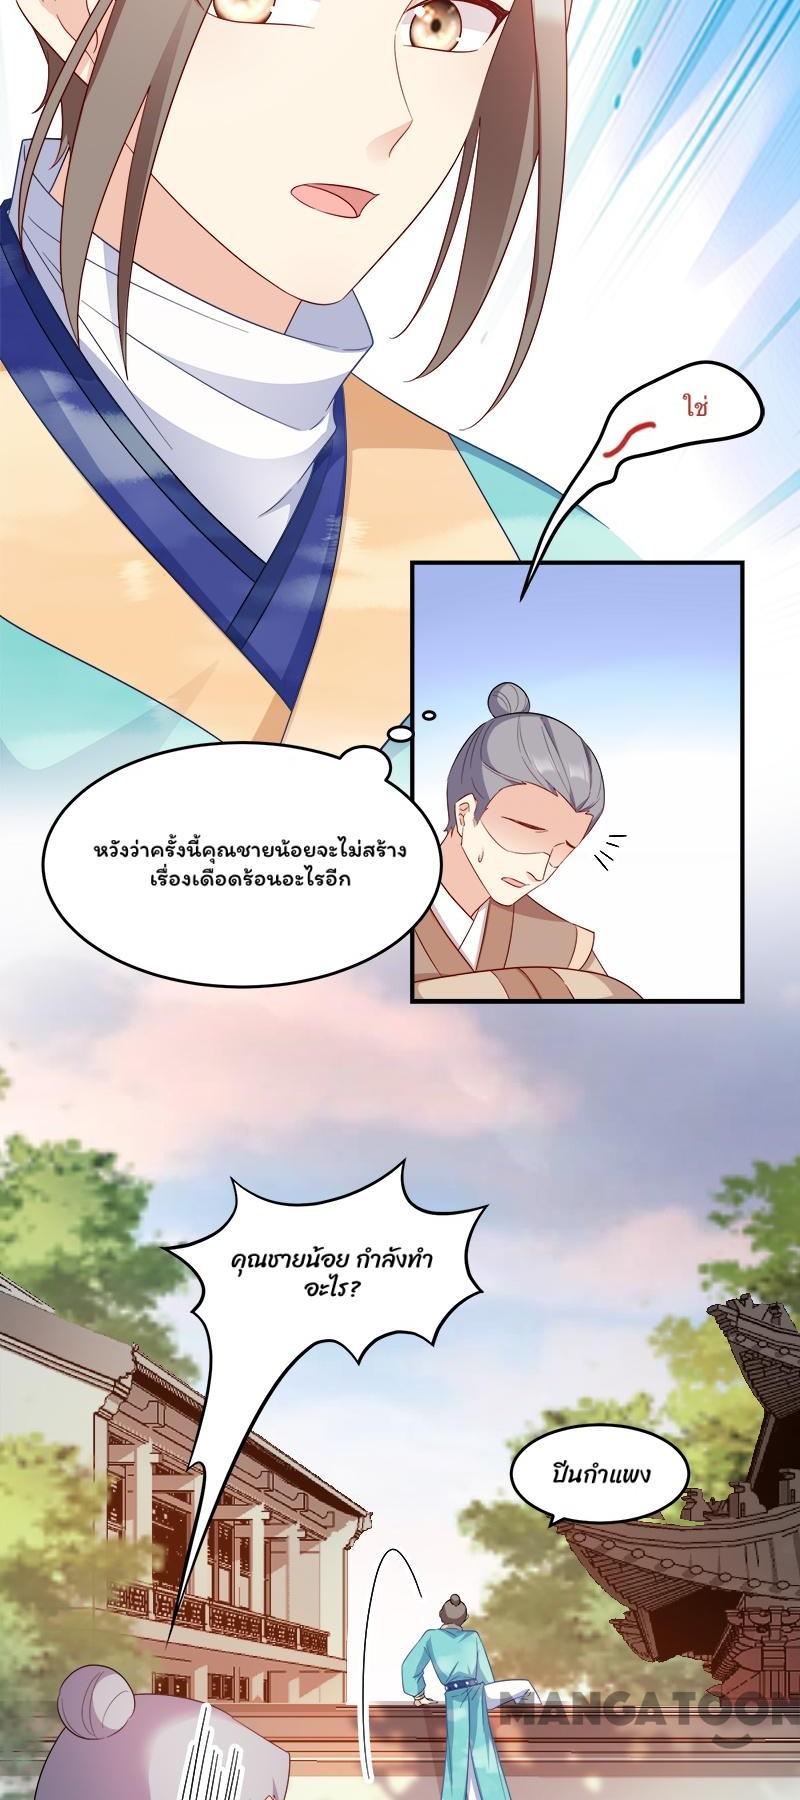 ใช่
หวังว่าครั้งนี้คุณชายน้อยจะไม่สร้าง
เรื่องเดือดร้อนอะไรอีก
คุณชายน้อย กำลังทำ
อะไร?
ปีนกำแพง
MANGATOON